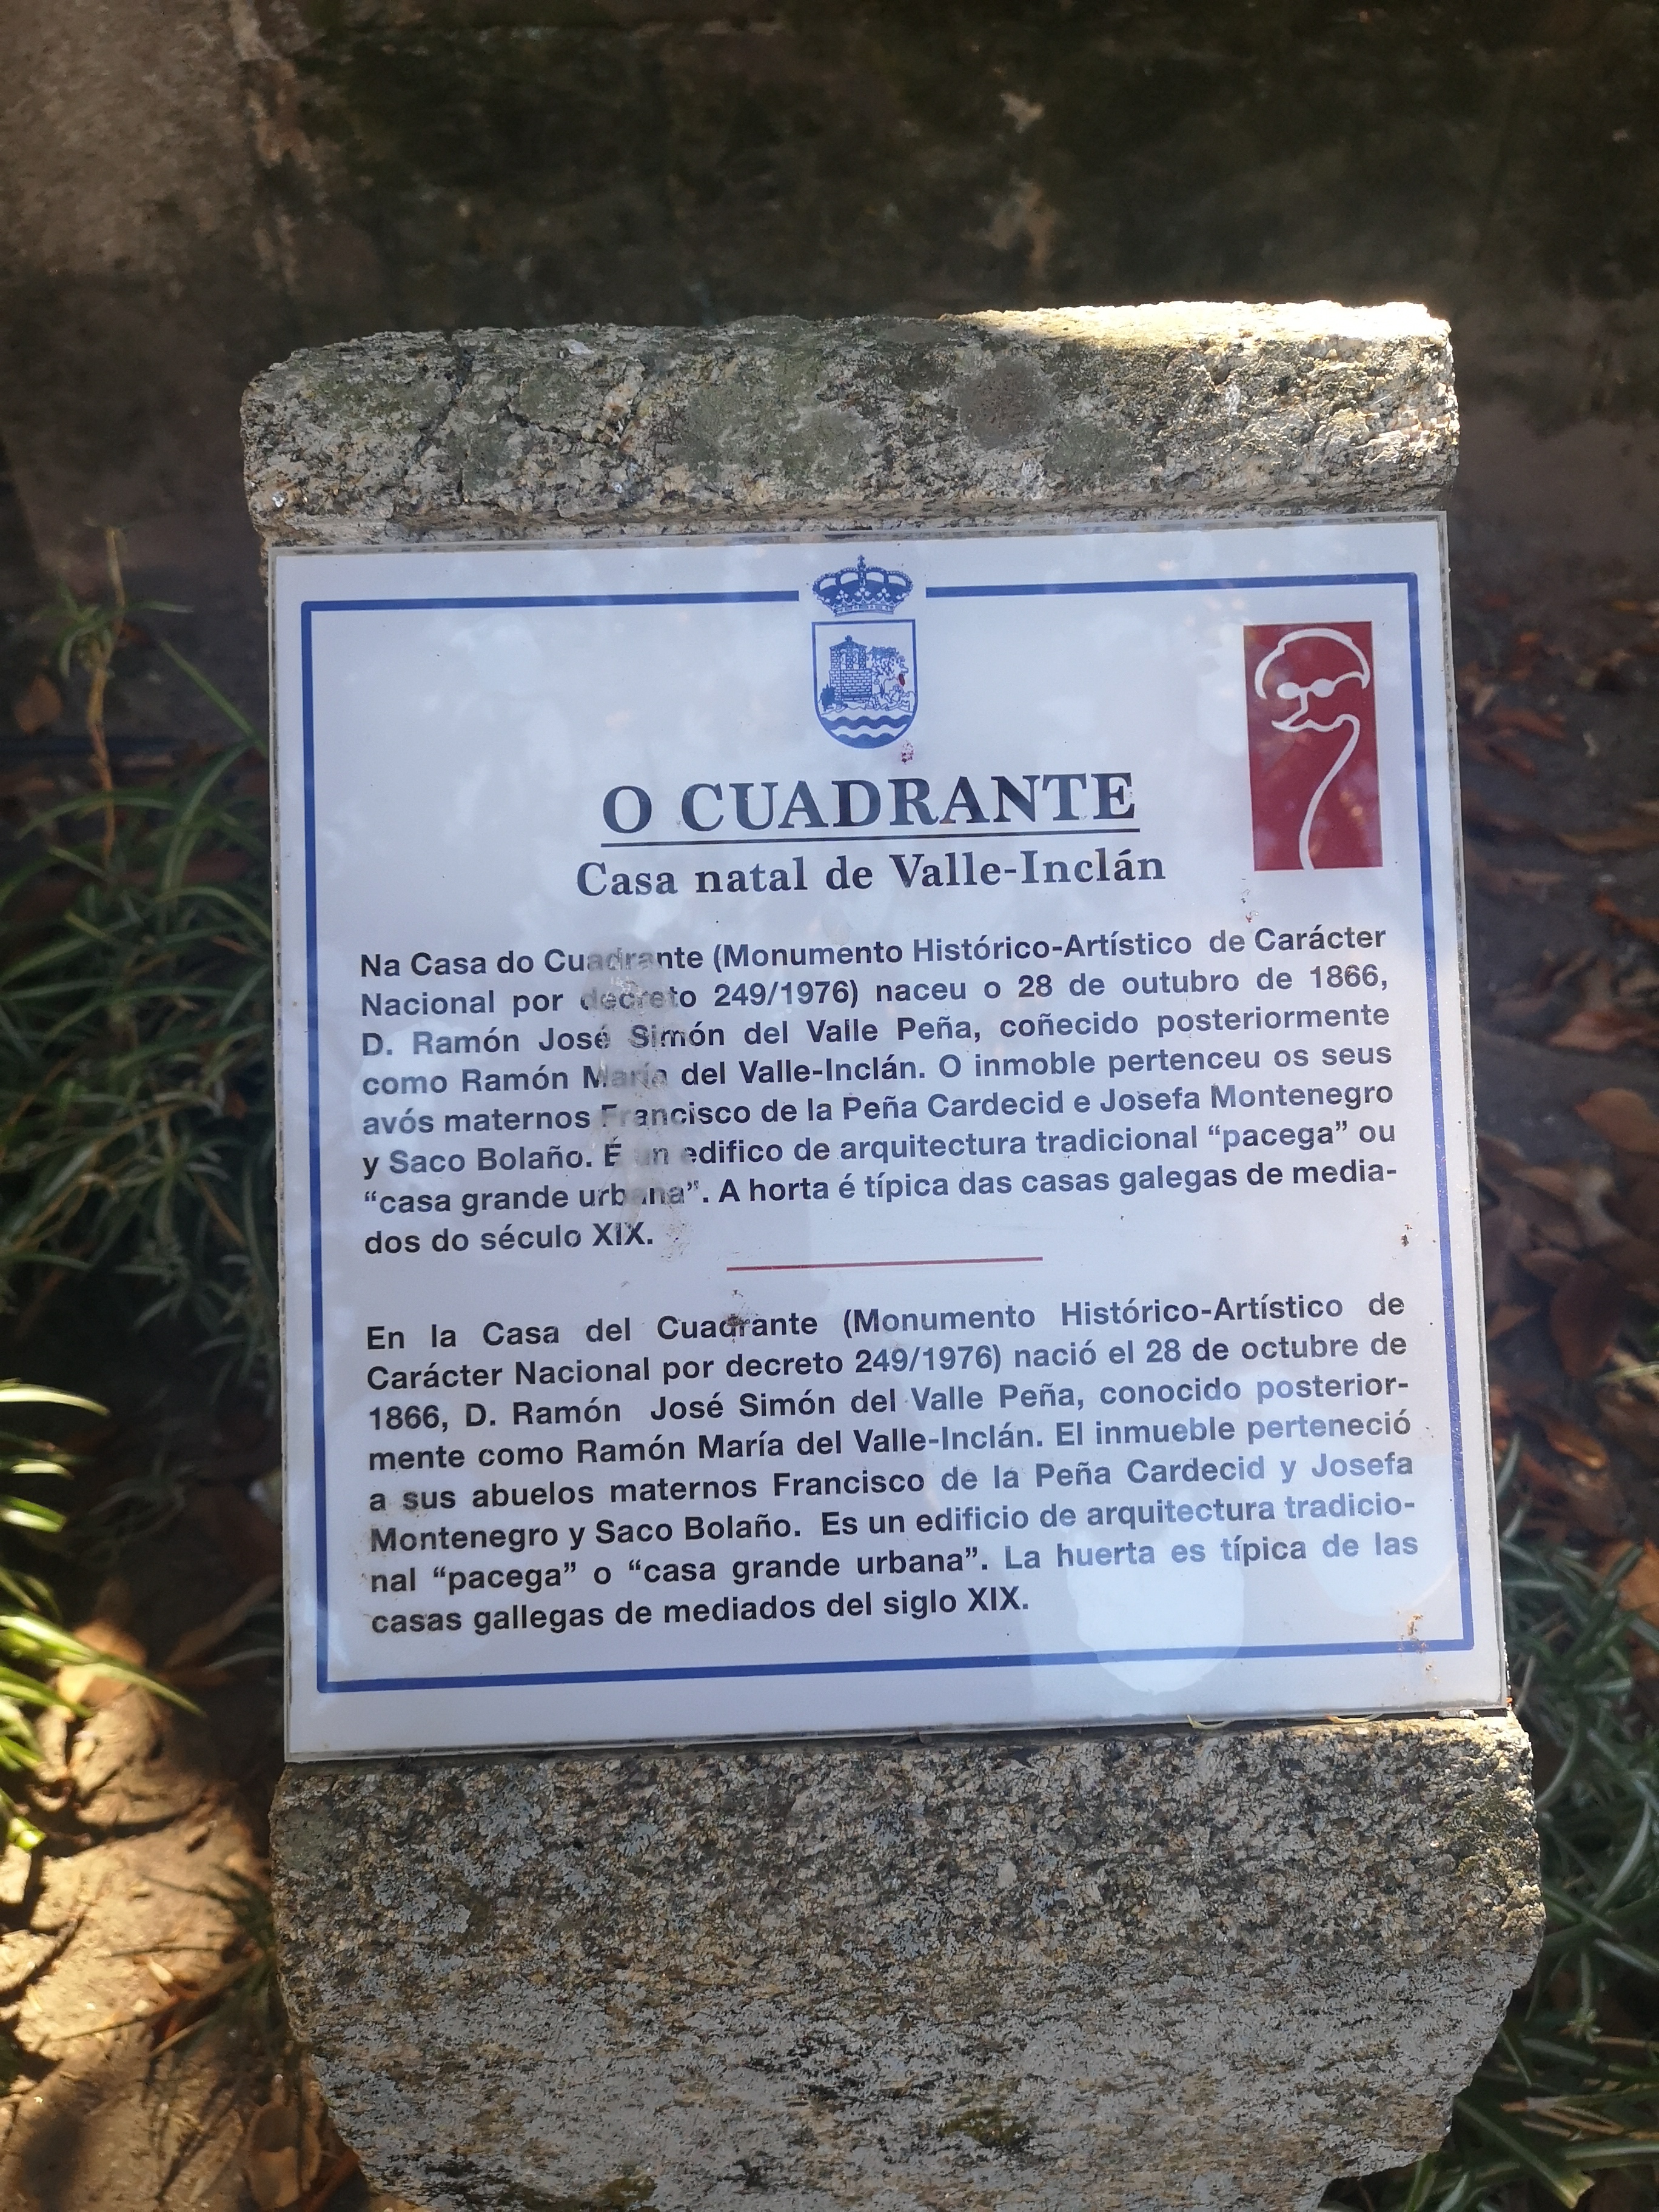 O CUADRANTE
Casa natal de Valle-Inclán
Na Casa do Cuadrante (Monumento Histórico-Artístico de Carácter
Nacional por decreto 249/1976) naceu o 28 de outubro de 1866,
D. Ramón José Simón del Valle Peña, coñecido posteriormente
como Ramón María del Valle-Inclán. O inmoble pertenceu os seus
avós maternos Francisco de la Peña Cardecid e Josefa Montenegro
y Saco Bolaño. É un edifico de arquitectura tradicional “pacega” ou
“casa grande urbana”. A horta é típica das casas galegas de media-
dos do século XIX.
En la Casa del Cuadrante (Monumento Histórico-Artístico de
Carácter Nacional por decreto 249/1976) nació el 28 de octubre de
1866, D. Ramón José Simón del Valle Peña, conocido posterior-
mente como Ramón María del Valle-Inclán. El inmueble perteneció
a sus abuelos maternos Francisco de la Peña Cardecid y Josefa
Montenegro y Saco Bolaño. Es un edificio de arquitectura tradicio-
nal “pacega” o “casa grande urbana”. La huerta es típica de las
casas gallegas de mediados del siglo XIX.